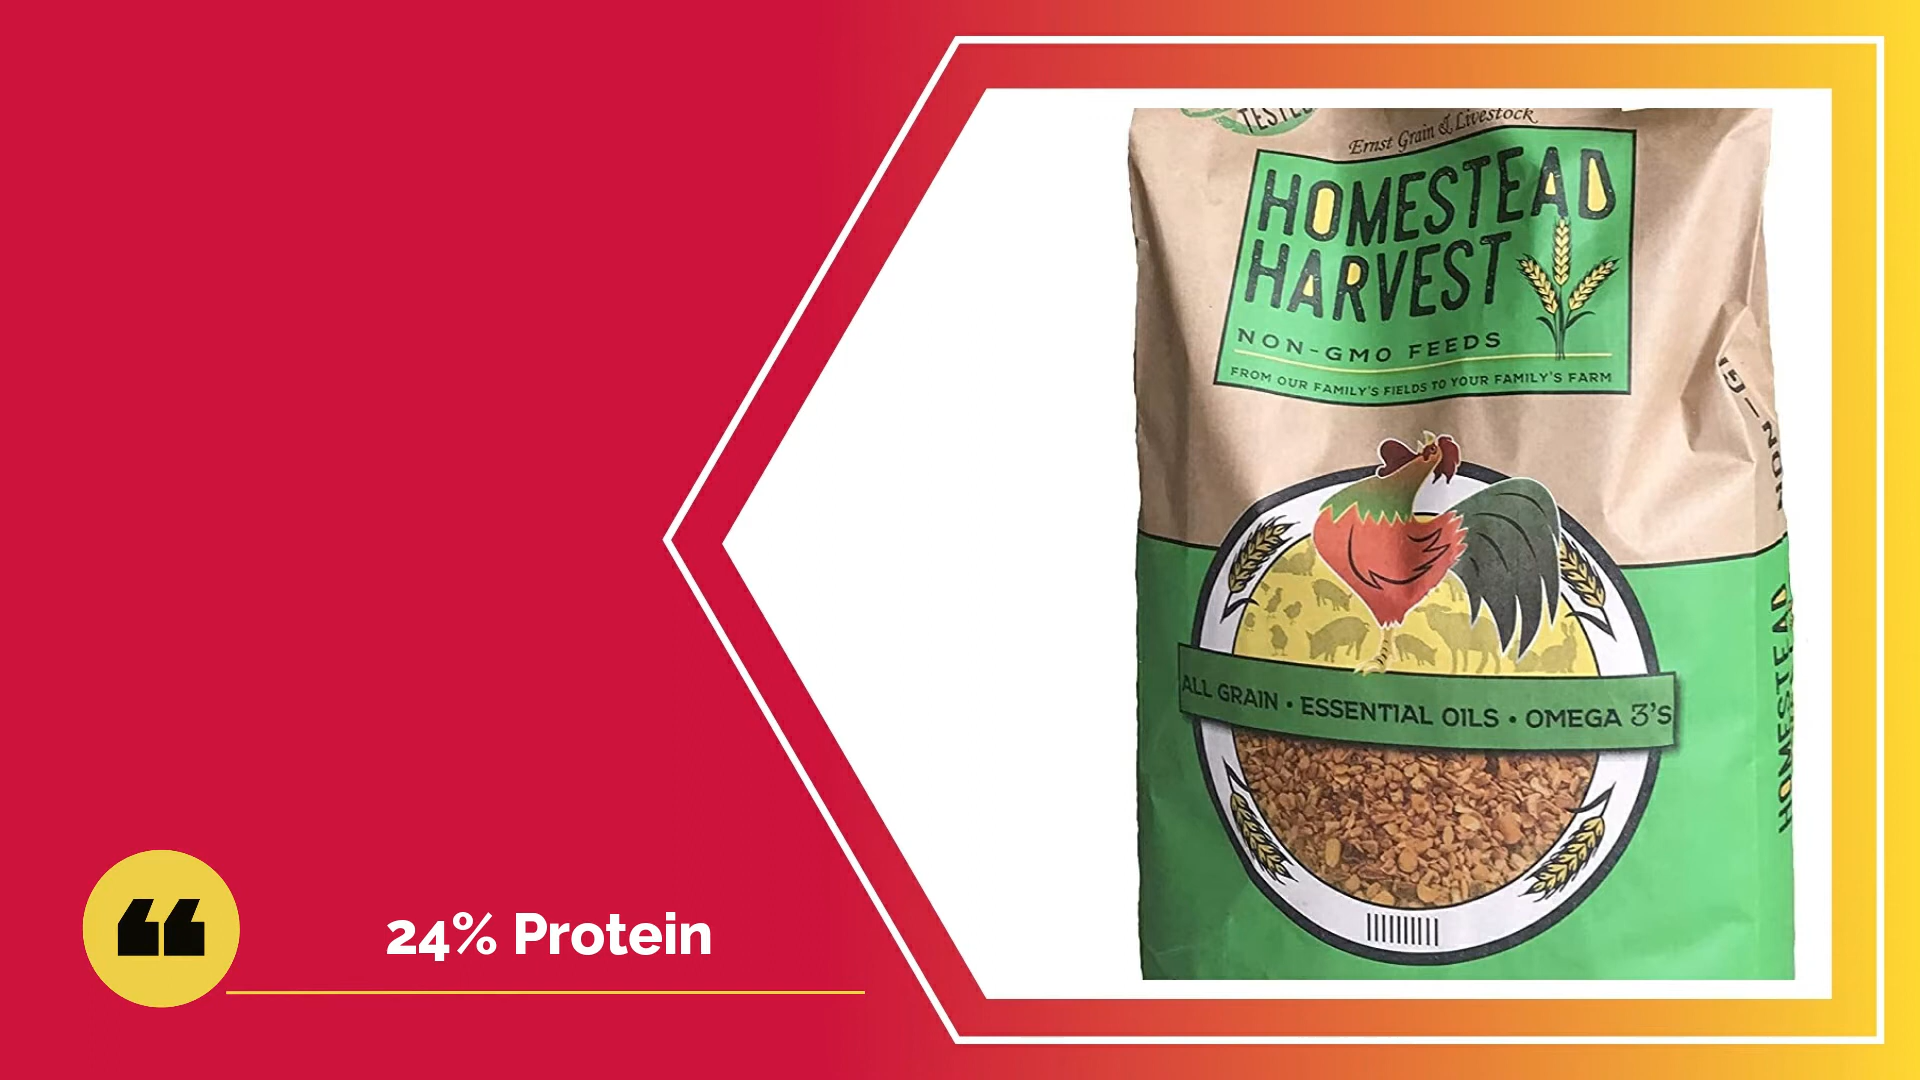 TESTED
Ernst Grain & Livestock
HOMESTEAD
HARVEST
NON-GMO FEEDS
FROM OUR FAMILY'S FIELDS TO YOUR FAMILY'S FARM
ALL GRAIN • ESSENTIAL OILS • OMEGA 3'S
HOMESTEAD
“
24% Protein